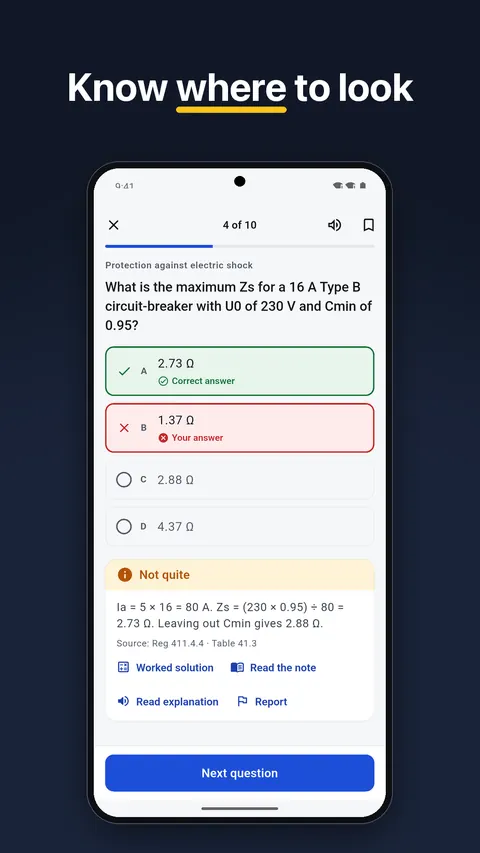 Know where to look
9:41
4 of 10
Protection against electric shock
What is the maximum Zs for a 16 A Type B
circuit-breaker with U0 of 230 V and Cmin of
0.95?
A 2.73 Ω
Correct answer
B 1.37 Ω
Your answer
C 2.88 Ω
D 4.37 Ω
Not quite
Ia = 5 × 16 = 80 A. Zs = (230 × 0.95) ÷ 80 =
2.73 Ω. Leaving out Cmin gives 2.88 Ω.
Source: Reg 411.4.4 · Table 41.3
Worked solution Read the note
Read explanation Report
Next question